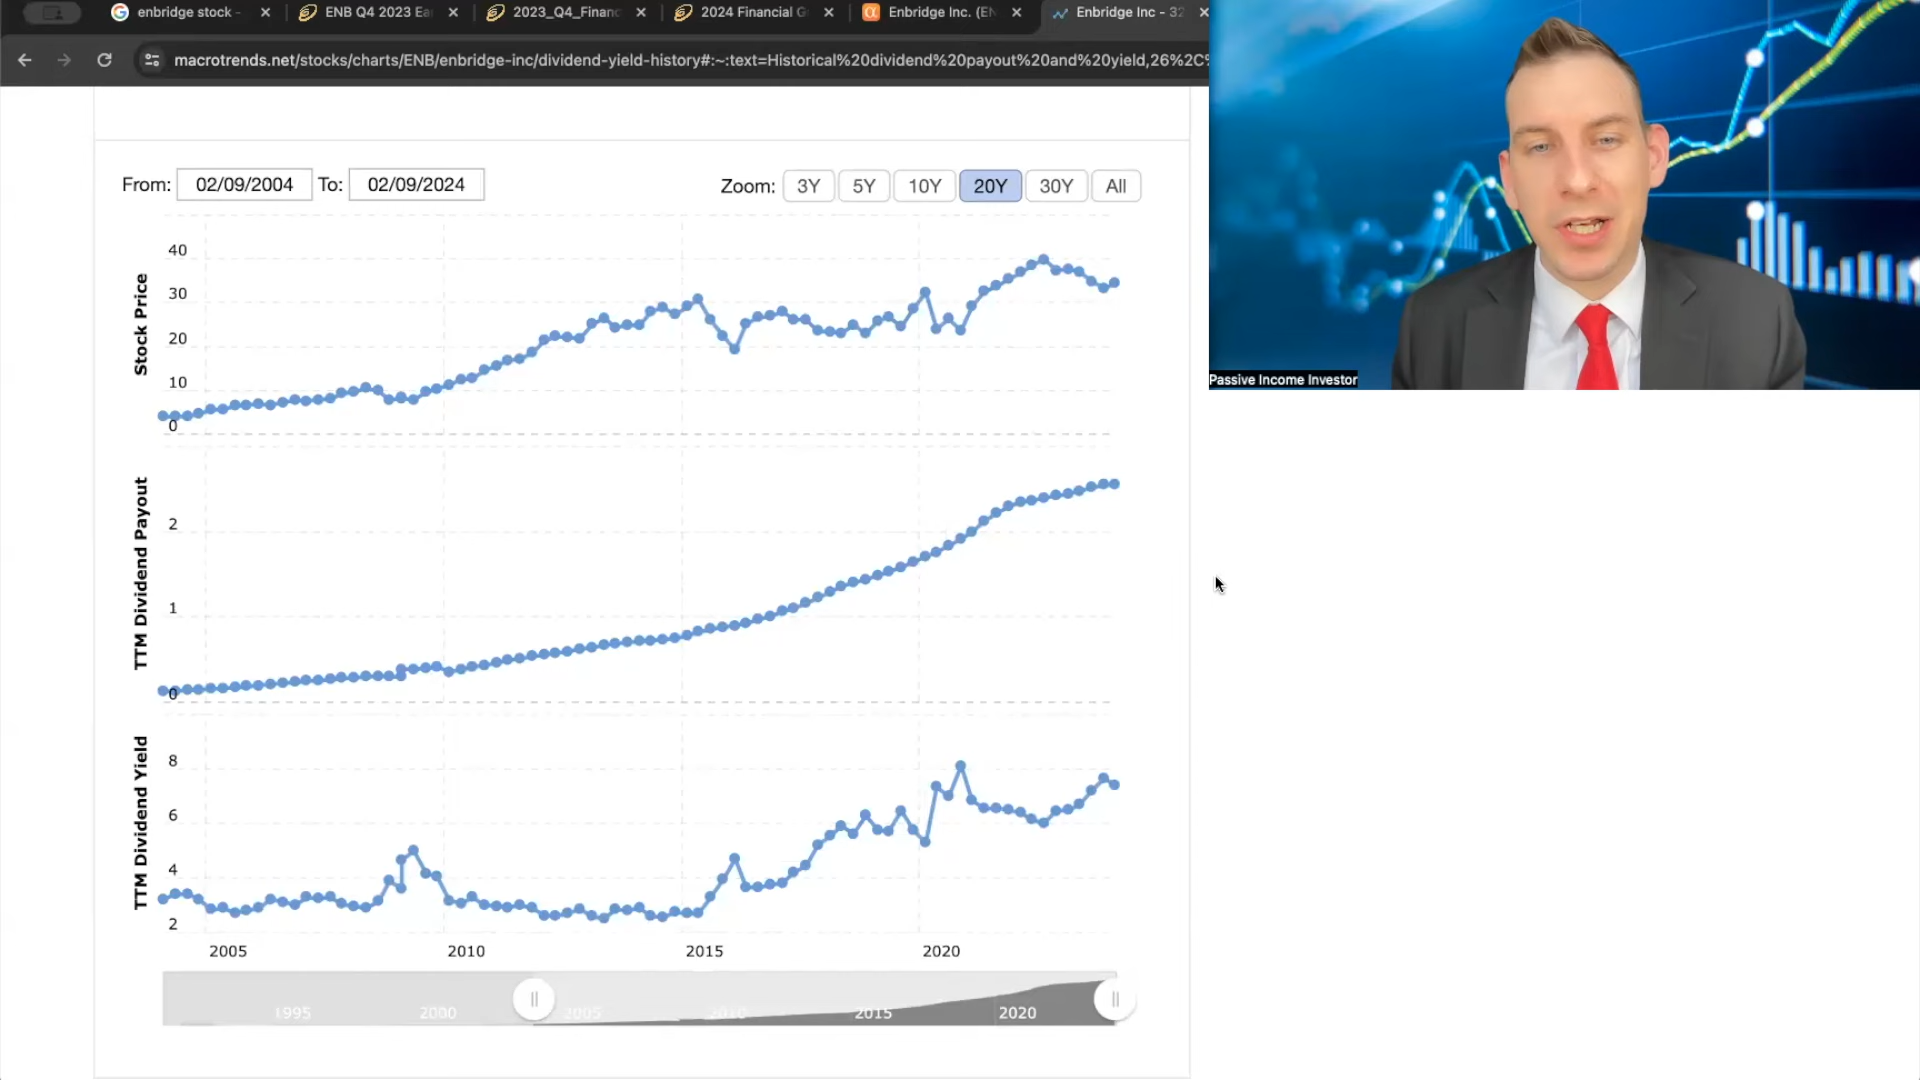 enbridge stock -
ENB Q4 2023 Ea
2023_Q4_Financ
2024 Financial G
Enbridge Inc. (EN
Enbridge Inc - 32
macrotrends.net/stocks/charts/ENB/enbridge-inc/dividend-yield-history#:~:text=Historical%20dividend%20payout%20and%20yield,26%2C%
From: 02/09/2004 To: 02/09/2024
Zoom: 3Y 5Y 10Y 20Y 30Y All
Stock Price
40
30
20
10
0
TTM Dividend Payout
2
1
0
TTM Dividend Yield
8
6
4
2
2005 2010 2015 2020
1995 2000 2005 2010 2015 2020
Passive Income Investor